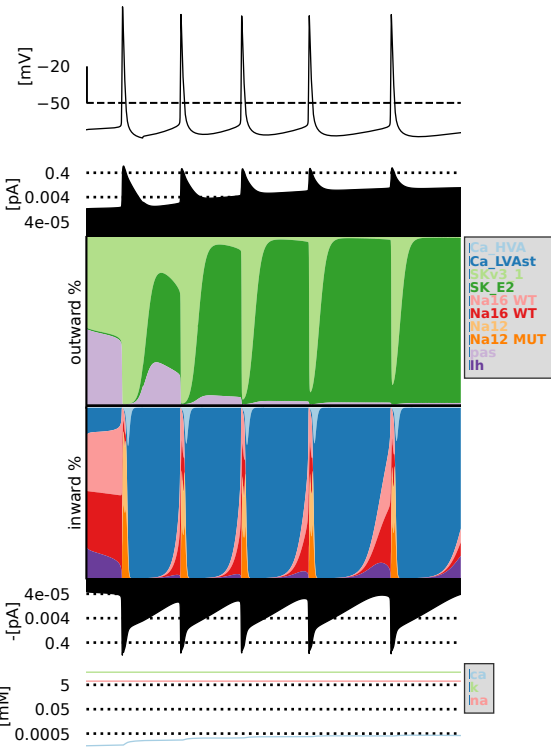 [mV]
−20
−50
[pA]
0.4
0.004
4e-05
outward %
Ca_HVA
Ca_LVAst
SKv3_1
SK_E2
Na16 WT
Na16 WT
Na12
Na12 MUT
pas
Ih
inward %
-[pA]
4e-05
0.004
0.4
[mM]
5
0.05
0.0005
ca
k
na